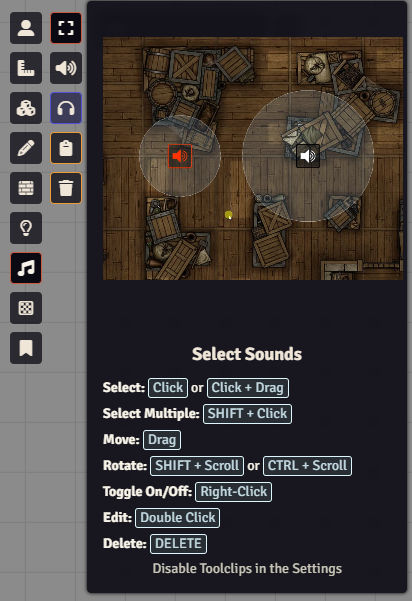 Select Sounds
Select: Click or Click + Drag
Select Multiple: SHIFT + Click
Move: Drag
Rotate: SHIFT + Scroll or CTRL + Scroll
Toggle On/Off: Right-Click
Edit: Double Click
Delete: DELETE
Disable Toolclips in the Settings